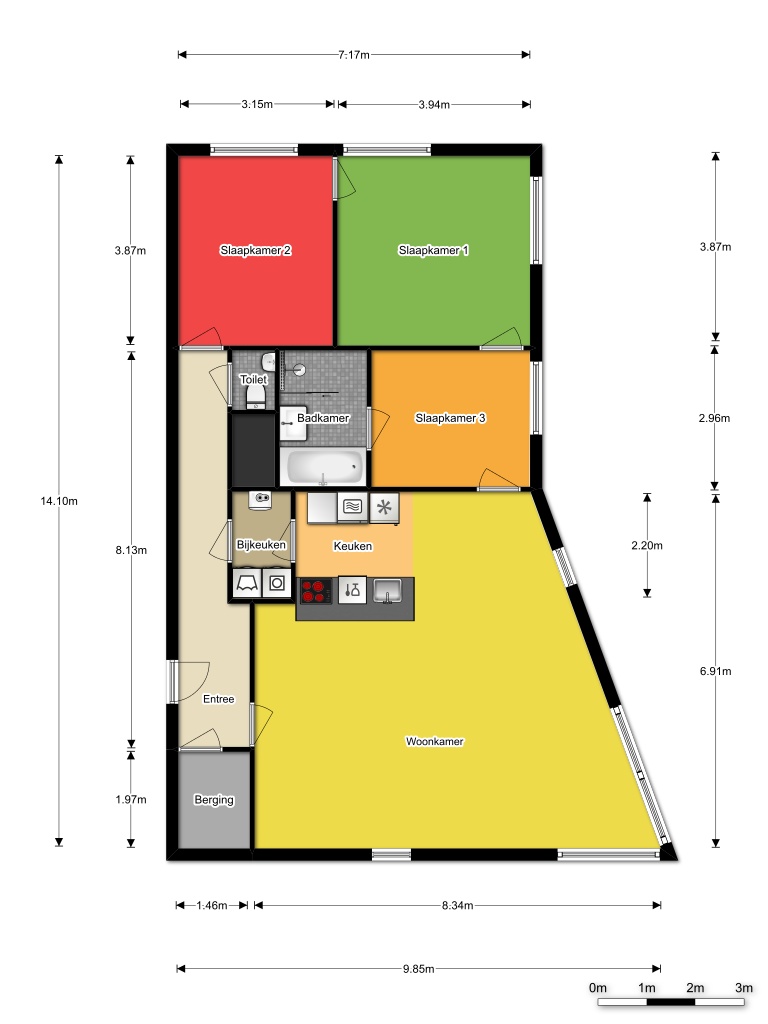 7.17m
3.15m
3.94m
3.87m
3.87m
Slaapkamer 2
Slaapkamer 1
Toilet
Badkamer
Slaapkamer 3
2.96m
14.10m
8.13m
Bijkeuken
Keuken
2.20m
6.91m
Entree
Woonkamer
1.97m
Berging
1.46m
8.34m
9.85m
0m 1m 2m 3m